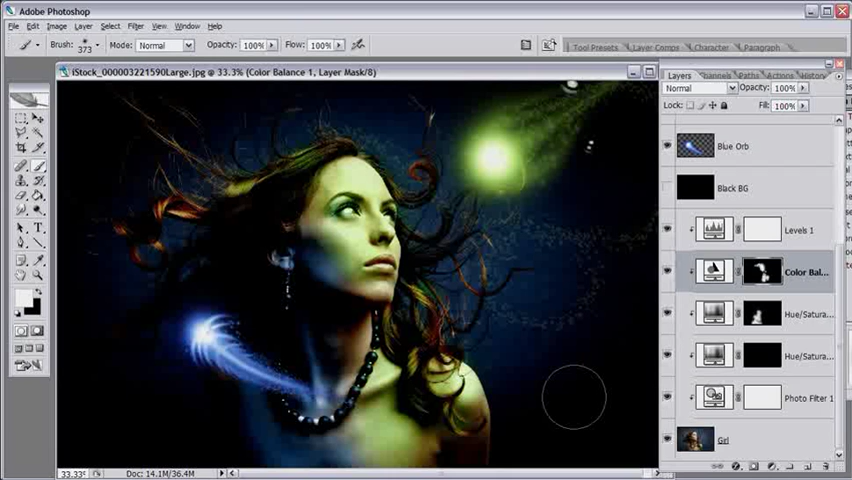 Adobe Photoshop
File Edit Image Layer Select Filter View Window Help
Brush: 373 Mode: Normal Opacity: 100% Flow: 100%
Tool Presets Layer Comps Character Paragraph
iStock_000003221590Large.jpg @ 33.3% (Color Balance 1, Layer Mask/8)
Layers Channels Paths Actions History
Normal Opacity: 100%
Lock: Fill: 100%
Blue Orb
Black BG
Levels 1
Color Bal...
Hue/Satura...
Hue/Satura...
Photo Filter 1
Girl
33.33% Doc: 14.1M/36.4M